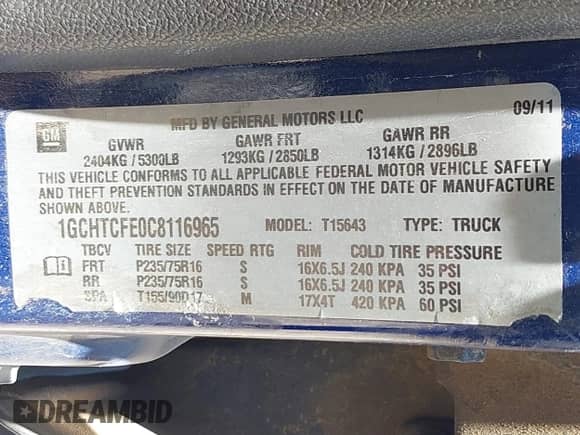 MFD BY GENERAL MOTORS LLC 09/11
GM GVWR GAWR FRT GAWR RR
2404KG / 5300LB 1293KG / 2850LB 1314KG / 2896LB
THIS VEHICLE CONFORMS TO ALL APPLICABLE FEDERAL MOTOR VEHICLE SAFETY
AND THEFT PREVENTION STANDARDS IN EFFECT ON THE DATE OF MANUFACTURE
SHOWN ABOVE.
1GCHTCFE0C8116965 MODEL: T15643 TYPE: TRUCK
TBCV TIRE SIZE SPEED RTG RIM COLD TIRE PRESSURE
FRT P235/75R16 S 16X6.5J 240 KPA 35 PSI
RR P235/75R16 S 16X6.5J 240 KPA 35 PSI
SPA T155/90D17 M 17X4T 420 KPA 60 PSI
DREAMBID